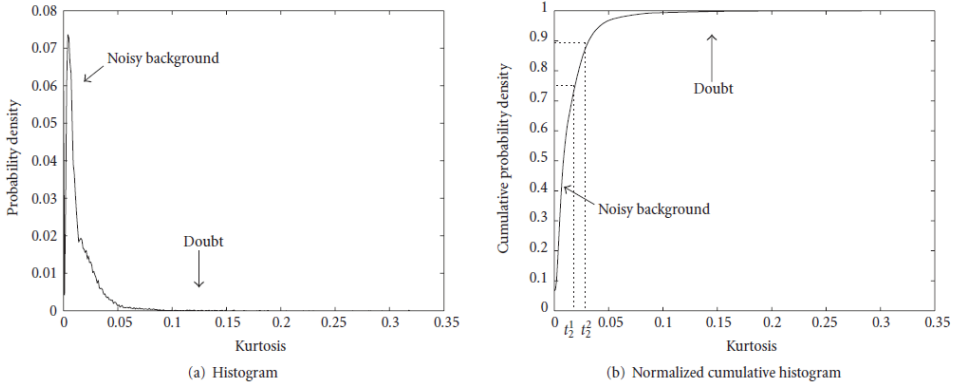 0.08
0.07
0.06
0.05
0.04
0.03
0.02
0.01
0
Probability density
Noisy background
Doubt
0 0.05 0.1 0.15 0.2 0.25 0.3 0.35
Kurtosis
(a) Histogram
1
0.9
0.8
0.7
0.6
0.5
0.4
0.3
0.2
0.1
0
Cumulative probability density
Doubt
Noisy background
0 t₂¹ t₂² 0.05 0.1 0.15 0.2 0.25 0.3 0.35
Kurtosis
(b) Normalized cumulative histogram